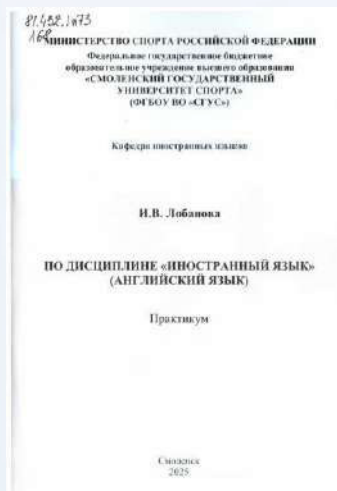 81.432.1я73
МИНИСТЕРСТВО СПОРТА РОССИЙСКОЙ ФЕДЕРАЦИИ
Федеральное государственное бюджетное
образовательное учреждение высшего образования
«СМОЛЕНСКИЙ ГОСУДАРСТВЕННЫЙ
УНИВЕРСИТЕТ СПОРТА»
(ФГБОУ ВО «СГУС»)
Кафедра иностранных языков
И.В. Лобанова
ПО ДИСЦИПЛИНЕ «ИНОСТРАННЫЙ ЯЗЫК»
(АНГЛИЙСКИЙ ЯЗЫК)
Практикум
Смоленск
2025